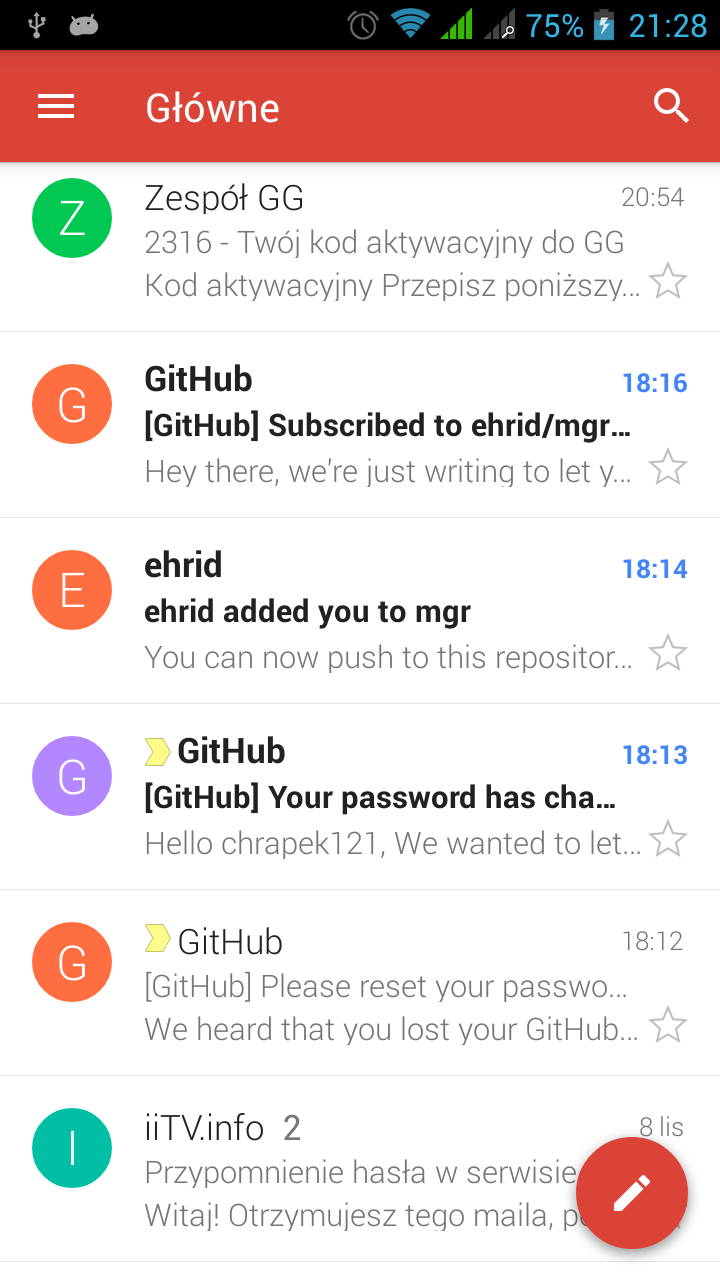 75% 21:28
Główne
Z Zespół GG 20:54
2316 - Twój kod aktywacyjny do GG
Kod aktywacyjny Przepisz poniższy...
G GitHub 18:16
[GitHub] Subscribed to ehrid/mgr...
Hey there, we're just writing to let y...
E ehrid 18:14
ehrid added you to mgr
You can now push to this repositor...
G GitHub 18:13
[GitHub] Your password has cha...
Hello chrapek121, We wanted to let...
G GitHub 18:12
[GitHub] Please reset your passwo...
We heard that you lost your GitHub...
I iiTV.info 2 8 lis
Przypomnienie hasła w serwisie
Witaj! Otrzymujesz tego maila,